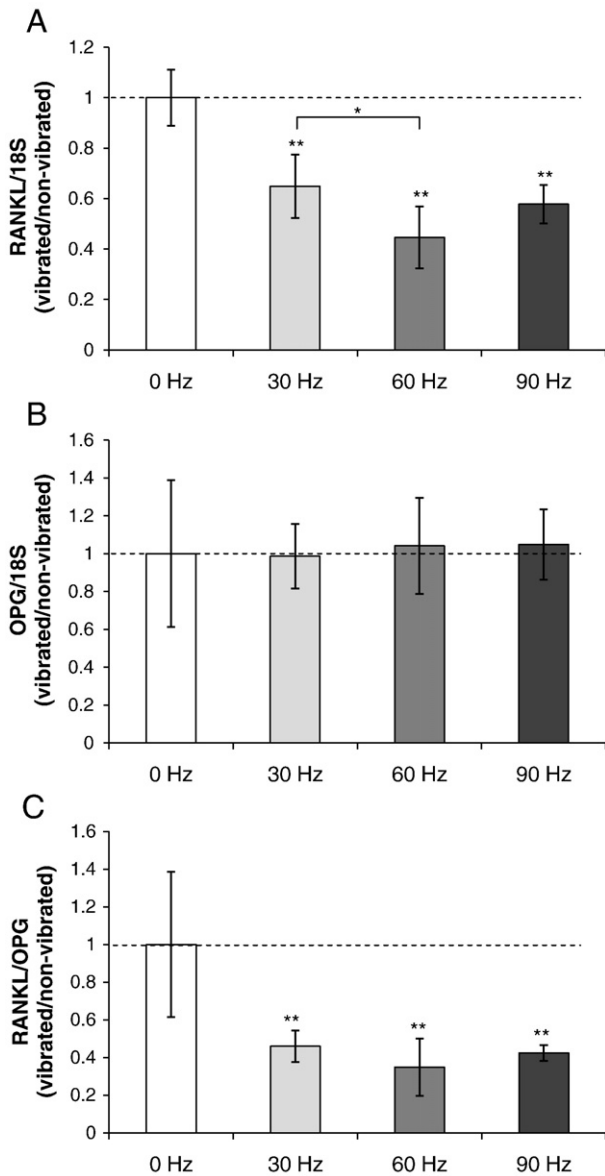 A
RANKL/18S
(vibrated/non-vibrated)
1.2
1
0.8
0.6
0.4
0.2
0
**
*
**
**
0 Hz 30 Hz 60 Hz 90 Hz
B
OPG/18S
(vibrated/non-vibrated)
1.6
1.4
1.2
1
0.8
0.6
0.4
0.2
0
0 Hz 30 Hz 60 Hz 90 Hz
C
RANKL/OPG
(vibrated/non-vibrated)
1.6
1.4
1.2
1
0.8
0.6
0.4
0.2
0
**
**
**
0 Hz 30 Hz 60 Hz 90 Hz